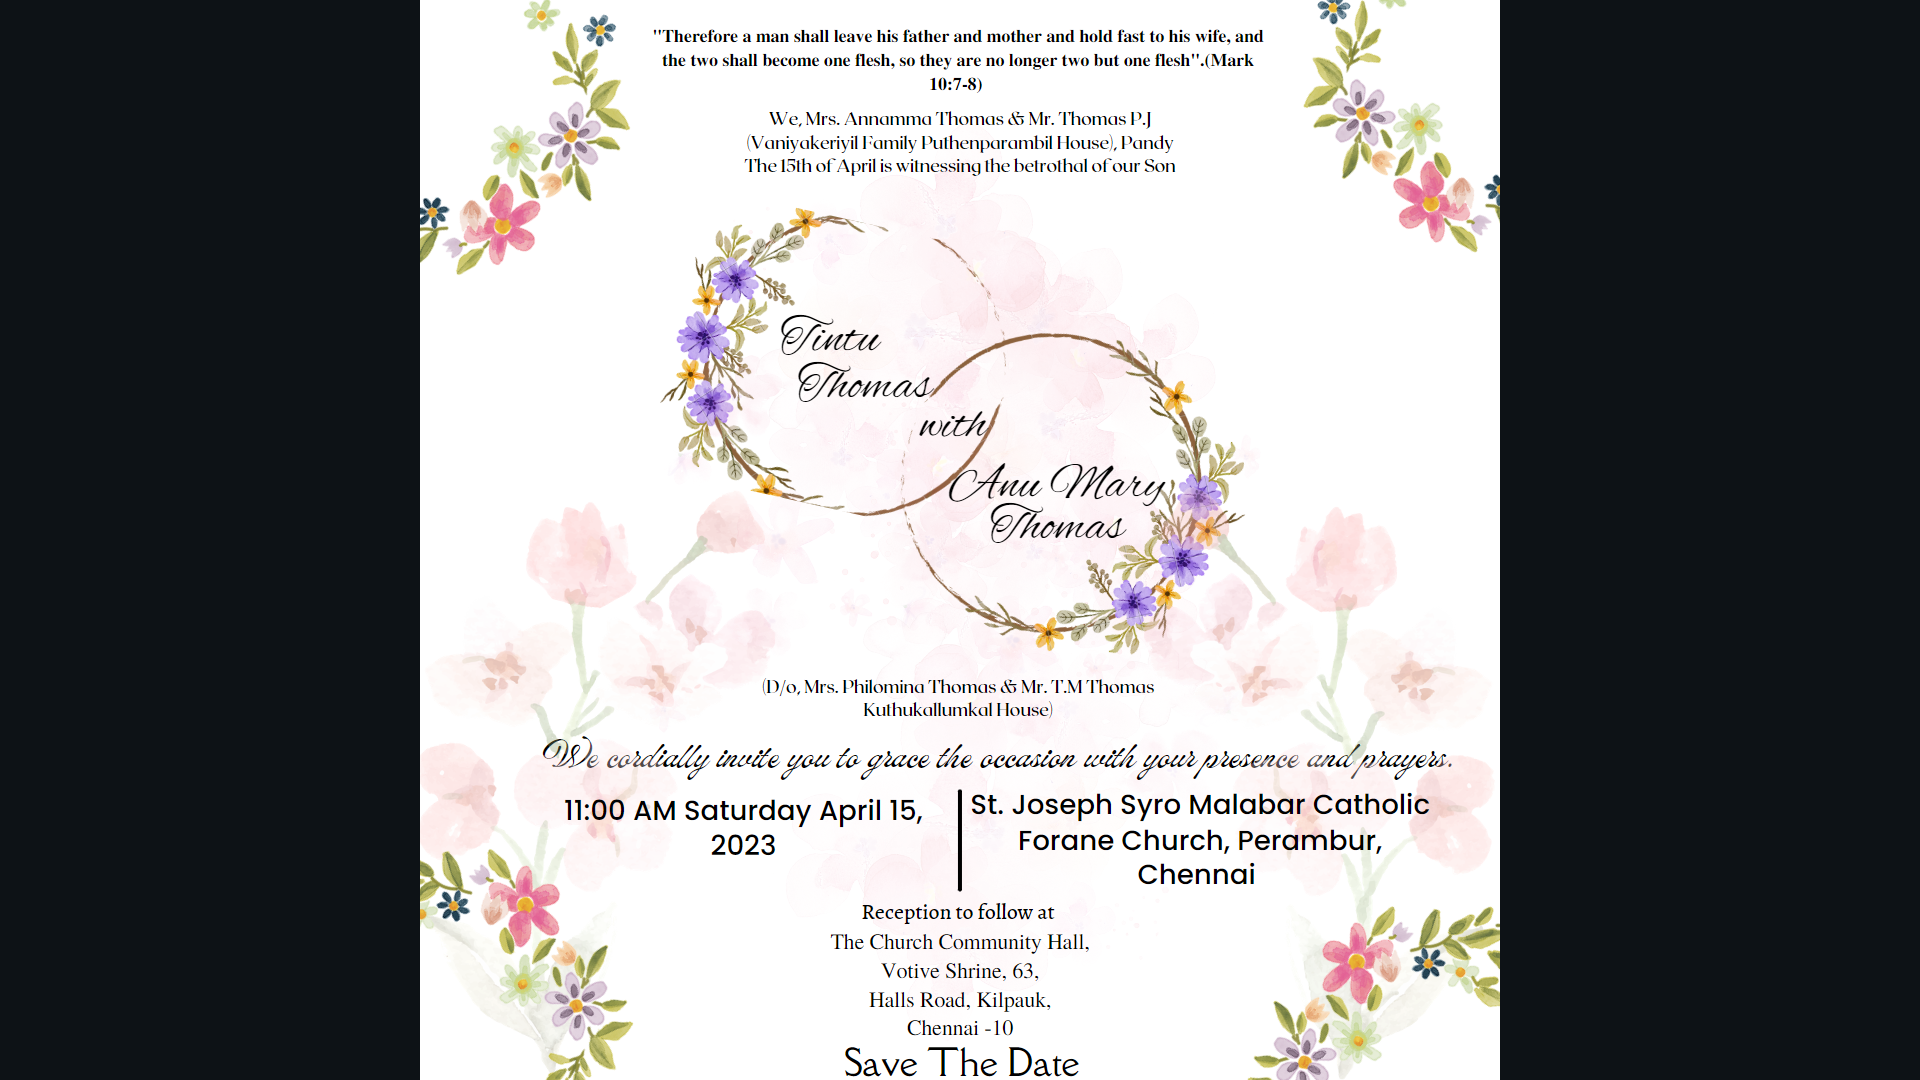 "Therefore a man shall leave his father and mother and hold fast to his wife, and
the two shall become one flesh, so they are no longer two but one flesh".(Mark
10:7-8)
We, Mrs. Annamma Thomas & Mr. Thomas P.J
(Vaniyakeriyil Family Puthenparambil House), Pandy
The 15th of April is witnessing the betrothal of our Son
Tintu
Thomas
with
Anu Mary
Thomas
(D/o, Mrs. Philomina Thomas & Mr. T.M Thomas
Kuthukallumkal House)
We cordially invite you to grace the occasion with your presence and prayers.
11:00 AM Saturday April 15,
2023
St. Joseph Syro Malabar Catholic
Forane Church, Perambur,
Chennai
Reception to follow at
The Church Community Hall,
Votive Shrine, 63,
Halls Road, Kilpauk,
Chennai -10
Save The Date